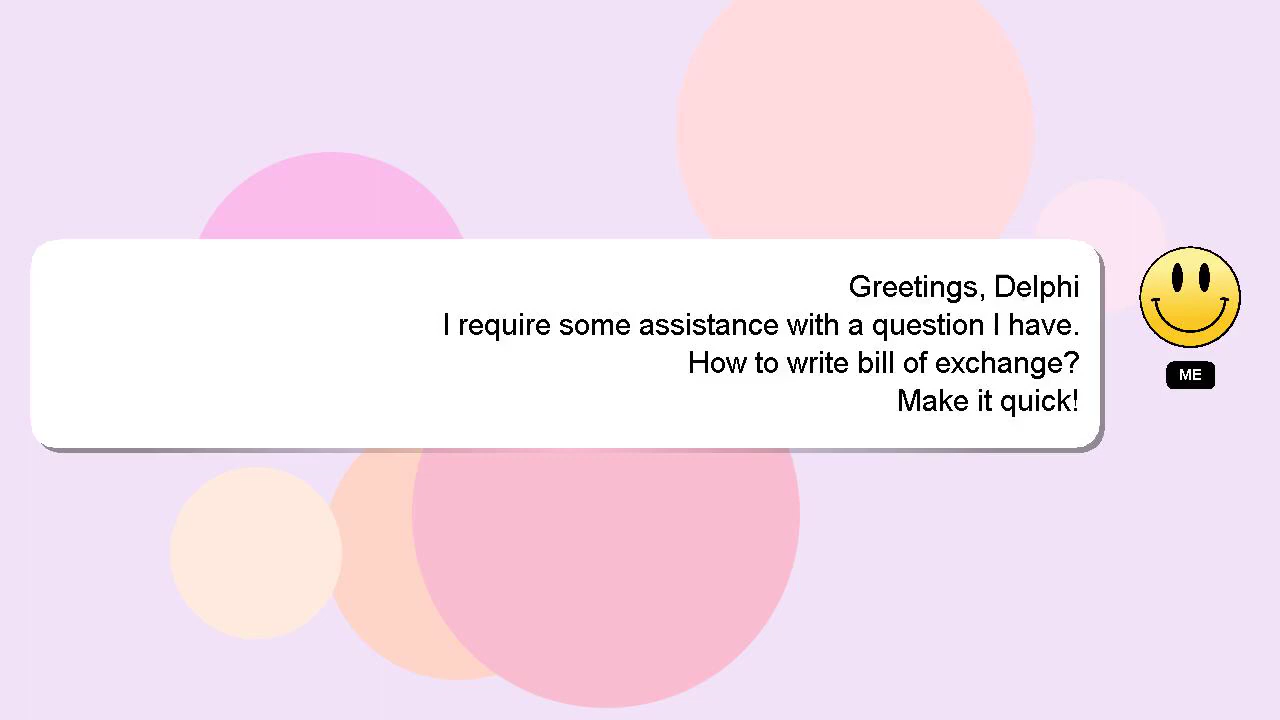 Greetings, Delphi
I require some assistance with a question I have.
How to write bill of exchange?
Make it quick!
ME